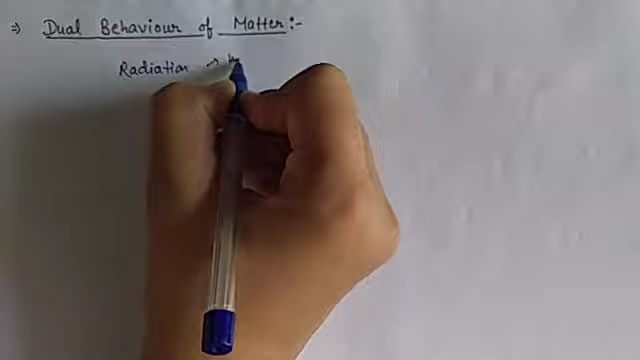 ⇒ Dual Behaviour of Matter:-
Radiation →